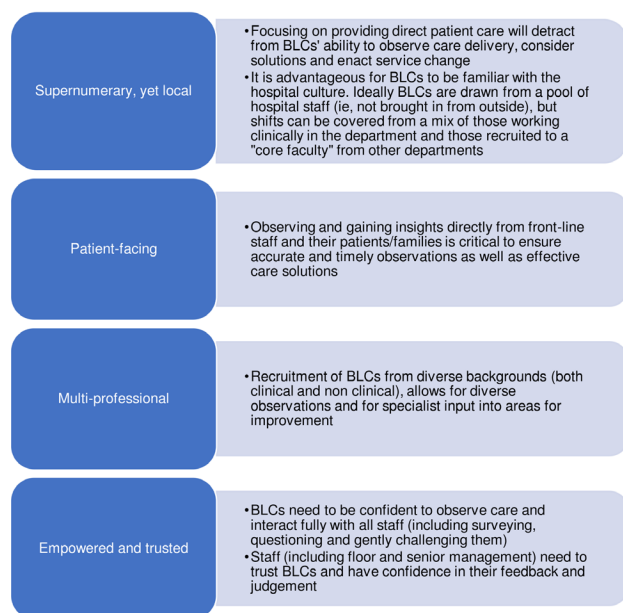 Supernumerary, yet local
•Focusing on providing direct patient care will detract
from BLCs' ability to observe care delivery, consider
solutions and enact service change
•It is advantageous for BLCs to be familiar with the
hospital culture. Ideally BLCs are drawn from a pool of
hospital staff (ie, not brought in from outside), but
shifts can be covered from a mix of those working
clinically in the department and those recruited to a
"core faculty" from other departments
Patient-facing
•Observing and gaining insights directly from front-line
staff and their patients/families is critical to ensure
accurate and timely observations as well as effective
care solutions
Multi-professional
•Recruitment of BLCs from diverse backgrounds (both
clinical and non clinical), allows for diverse
observations and for specialist input into areas for
improvement
Empowered and trusted
•BLCs need to be confident to observe care and
interact fully with all staff (including surveying,
questioning and gently challenging them)
•Staff (including floor and senior management) need to
trust BLCs and have confidence in their feedback and
judgement